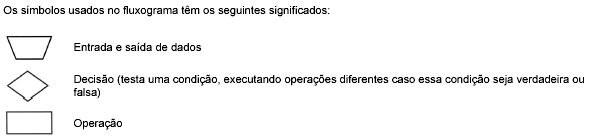 Os símbolos usados no fluxograma têm os seguintes significados:
Entrada e saída de dados
Decisão (testa uma condição, executando operações diferentes caso essa condição seja verdadeira ou
falsa)
Operação